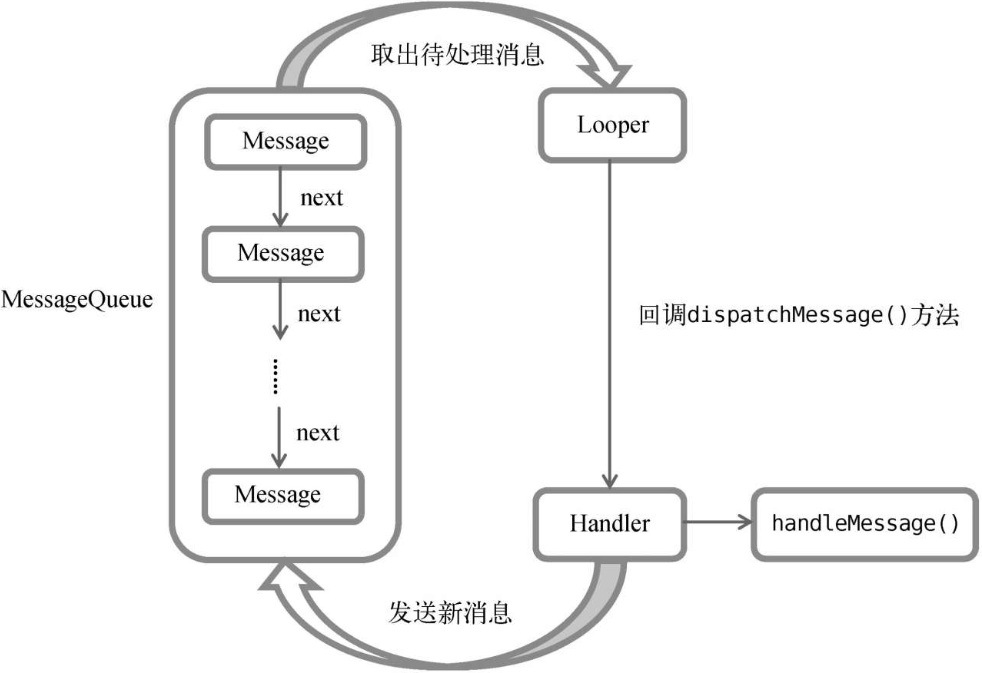 取出待处理消息
Message
Looper
next
Message
MessageQueue
next
回调dispatchMessage()方法
next
Message
Handler
handleMessage()
发送新消息